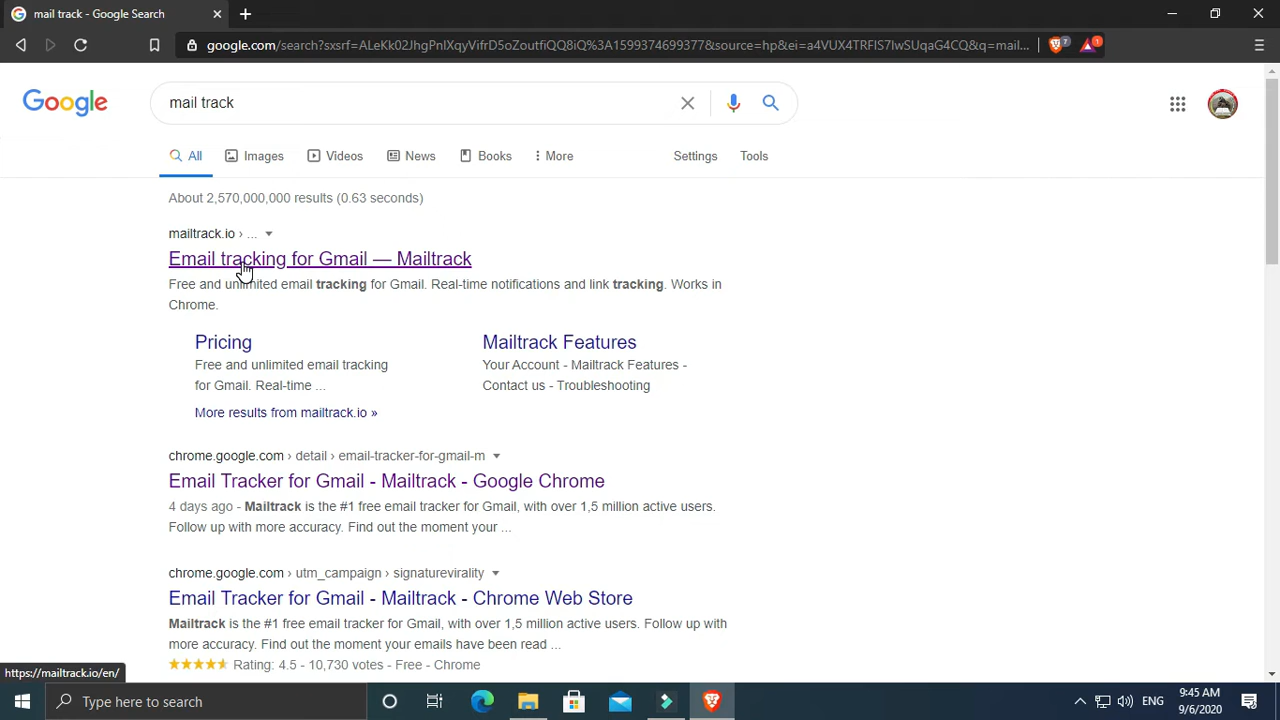 mail track - Google Search
google.com/search?sxsrf=ALeKk02JhgPnlXqyVifrD5oZoutfiQQ8iQ%3A1599374699377&source=hp&ei=a4VUX4TRFIS7lwSUqaG4CQ&q=mail...
7
1
Google
mail track
All Images Videos News Books More Settings Tools
About 2,570,000,000 results (0.63 seconds)
mailtrack.io › ...
Email tracking for Gmail — Mailtrack
Free and unlimited email tracking for Gmail. Real-time notifications and link tracking. Works in
Chrome.
Pricing
Free and unlimited email tracking
for Gmail. Real-time ...
Mailtrack Features
Your Account - Mailtrack Features -
Contact us - Troubleshooting
More results from mailtrack.io »
chrome.google.com › detail › email-tracker-for-gmail-m
Email Tracker for Gmail - Mailtrack - Google Chrome
4 days ago - Mailtrack is the #1 free email tracker for Gmail, with over 1,5 million active users.
Follow up with more accuracy. Find out the moment your ...
chrome.google.com › utm_campaign › signaturevirality
Email Tracker for Gmail - Mailtrack - Chrome Web Store
Mailtrack is the #1 free email tracker for Gmail, with over 1,5 million active users. Follow up with
more accuracy. Find out the moment your emails have been read ...
Rating: 4.5 - 10,730 votes - Free - Chrome
https://mailtrack.io/en/
Type here to search
ENG
9:45 AM
9/6/2020